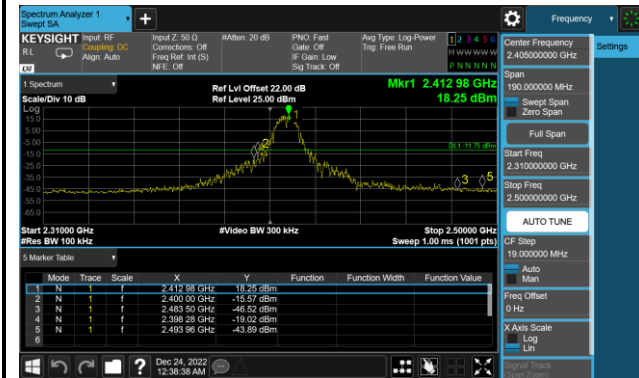 Spectrum Analyzer 1
Swept SA
+
Frequency
KEYSIGHT
RL
Input: RF
Coupling: DC
Align: Auto
Input Z: 50 Ω
Corrections: Off
Freq Ref: Int (S)
NFE: Off
#Atten: 20 dB
PNO: Fast
Gate: Off
IF Gain: Low
Sig Track: Off
Avg Type: Log-Power
Trig: Free Run
1 2 3 4 5 6
M W W W W W
P N N N N N
1 Spectrum
Scale/Div 10 dB
Log
Ref Lvl Offset 22.00 dB
Ref Level 25.00 dBm
Mkr1 2.412 98 GHz
18.25 dBm
15.0
5.00
-5.00
-15.0
-25.0
-35.0
-45.0
-55.0
-65.0
1
2
3
5
DL1 -11.75 dBm
Start 2.31000 GHz
#Res BW 100 kHz
#Video BW 300 kHz
Stop 2.50000 GHz
Sweep 1.00 ms (1001 pts)
5 Marker Table
Mode Trace Scale X Y Function Function Width Function Value
1 N 1 f 2.412 98 GHz 18.25 dBm
2 N 1 f 2.400 00 GHz -15.57 dBm
3 N 1 f 2.483 50 GHz -46.52 dBm
4 N 1 f 2.398 28 GHz -19.02 dBm
5 N 1 f 2.493 96 GHz -43.89 dBm
6
?
Dec 24, 2022
12:38:38 AM
Settings
Center Frequency
2.405000000 GHz
Span
190.000000 MHz
Swept Span
Zero Span
Full Span
Start Freq
2.310000000 GHz
Stop Freq
2.500000000 GHz
AUTO TUNE
CF Step
19.000000 MHz
Auto
Man
Freq Offset
0 Hz
X Axis Scale
Log
Lin
Signal Track
(Span Zoom)